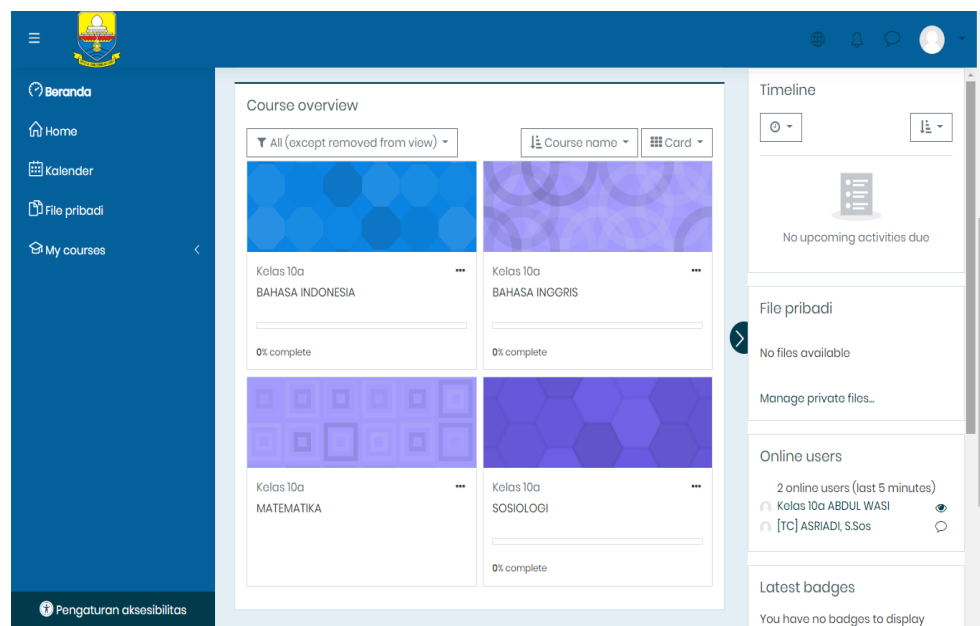 Beranda
Home
Kalender
File pribadi
My courses
Pengaturan aksesibilitas
Course overview
All (except removed from view)
Course name
Card
Kelas 10a
BAHASA INDONESIA
0% complete
Kelas 10a
BAHASA INGGRIS
0% complete
Kelas 10a
MATEMATIKA
Kelas 10a
SOSIOLOGI
0% complete
Timeline
No upcoming activities due
File pribadi
No files available
Manage private files...
Online users
2 online users (last 5 minutes)
Kelas 10a ABDUL WASI
[TC] ASRIADI, S.Sos
Latest badges
You have no badges to display